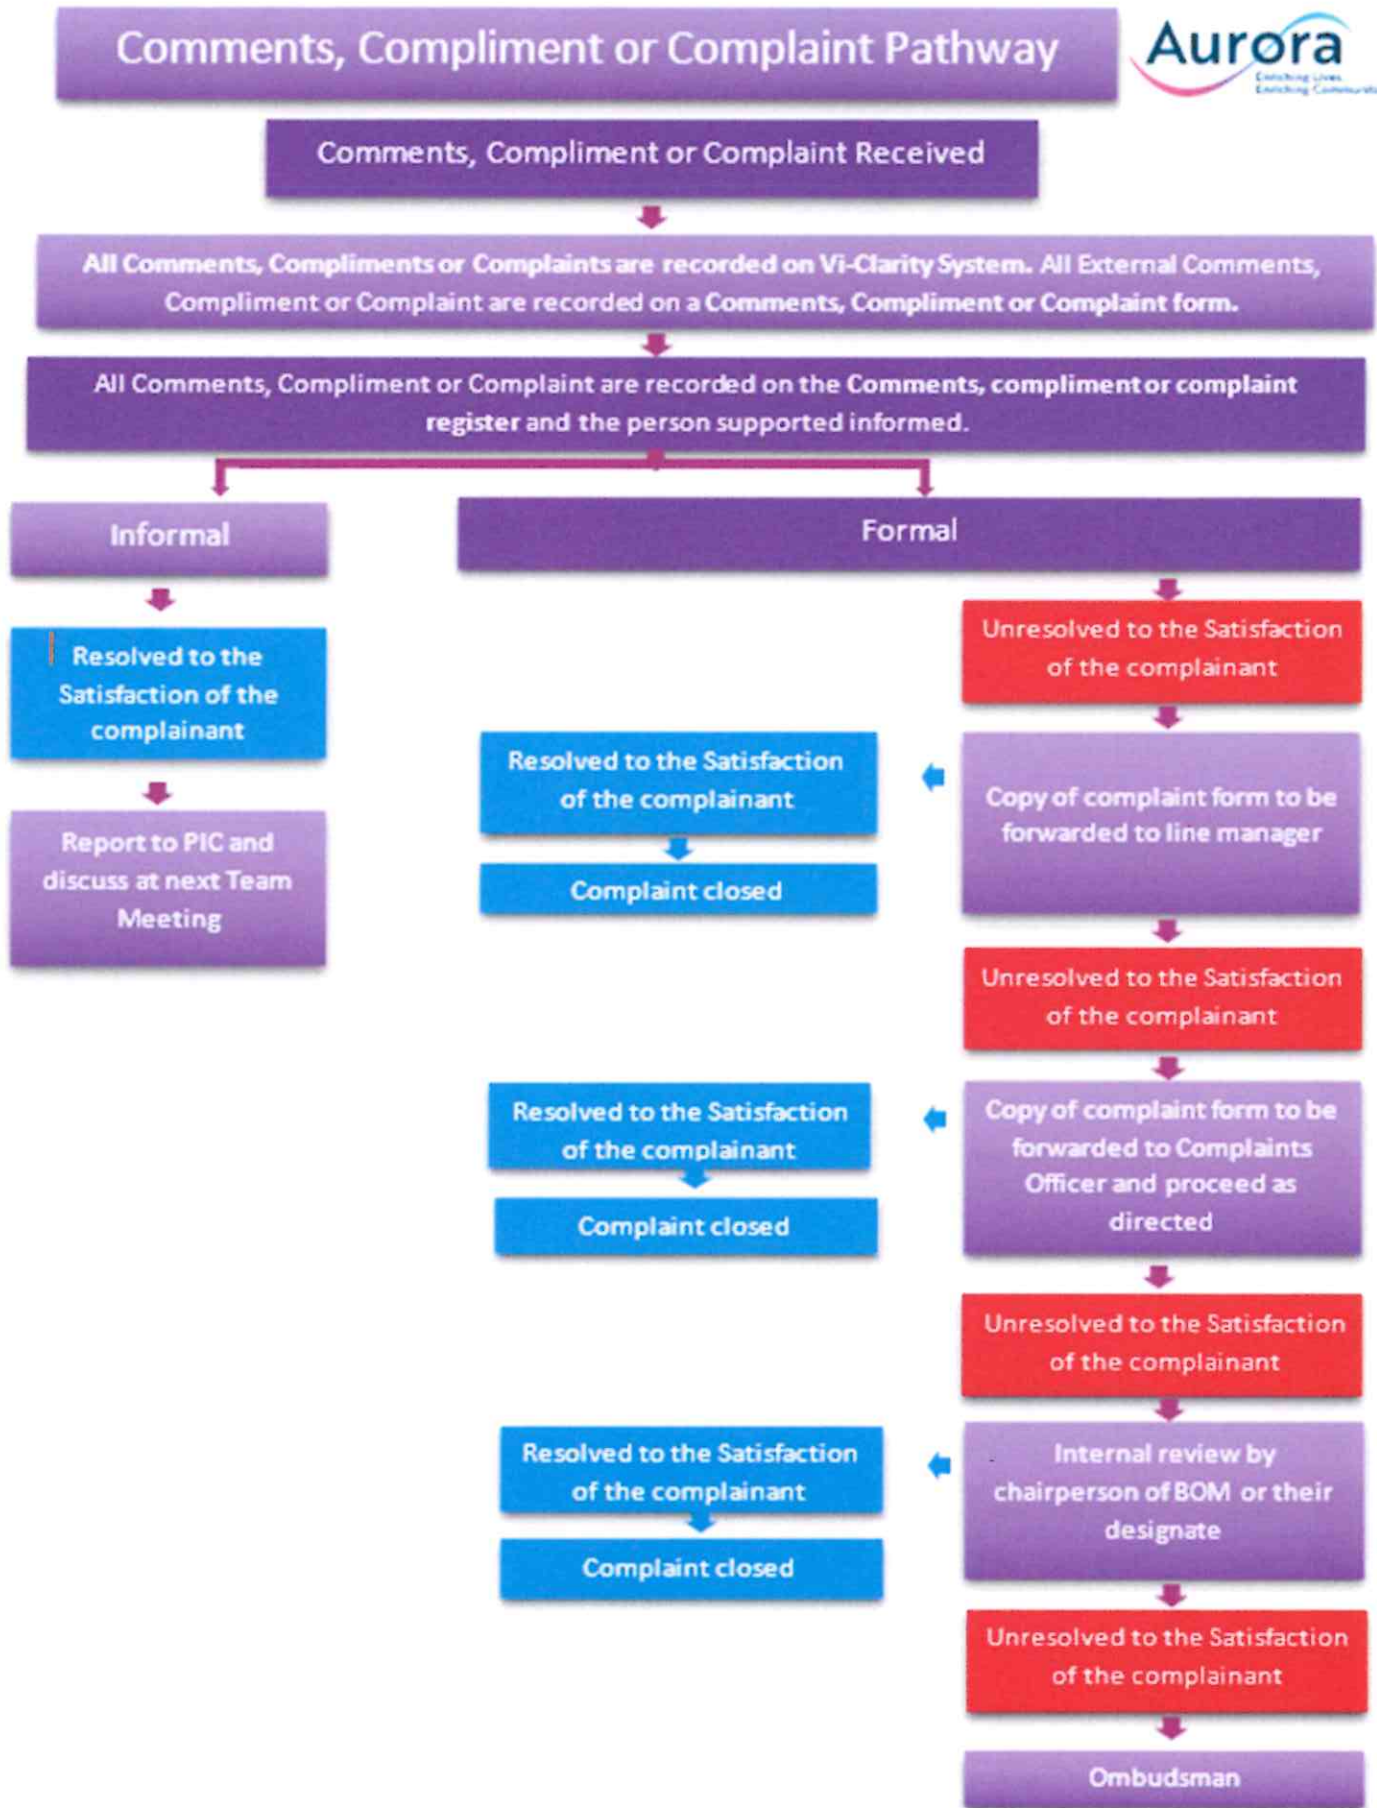 Comments, Compliment or Complaint Pathway
Aurora
Enriching Lives
Enriching Communit
Comments, Compliment or Complaint Received
All Comments, Compliments or Complaints are recorded on Vi-Clarity System. All External Comments,
Compliment or Complaint are recorded on a Comments, Compliment or Complaint form.
All Comments, Compliment or Complaint are recorded on the Comments, compliment or complaint
register and the person supported informed.
Informal
Resolved to the
Satisfaction of the
complainant
Report to PIC and
discuss at next Team
Meeting
Formal
Unresolved to the Satisfaction
of the complainant
Copy of complaint form to be
forwarded to line manager
Resolved to the Satisfaction
of the complainant
Complaint closed
Unresolved to the Satisfaction
of the complainant
Copy of complaint form to be
forwarded to Complaints
Officer and proceed as
directed
Resolved to the Satisfaction
of the complainant
Complaint closed
Unresolved to the Satisfaction
of the complainant
Internal review by
chairperson of BOM or their
designate
Resolved to the Satisfaction
of the complainant
Complaint closed
Unresolved to the Satisfaction
of the complainant
Ombudsman